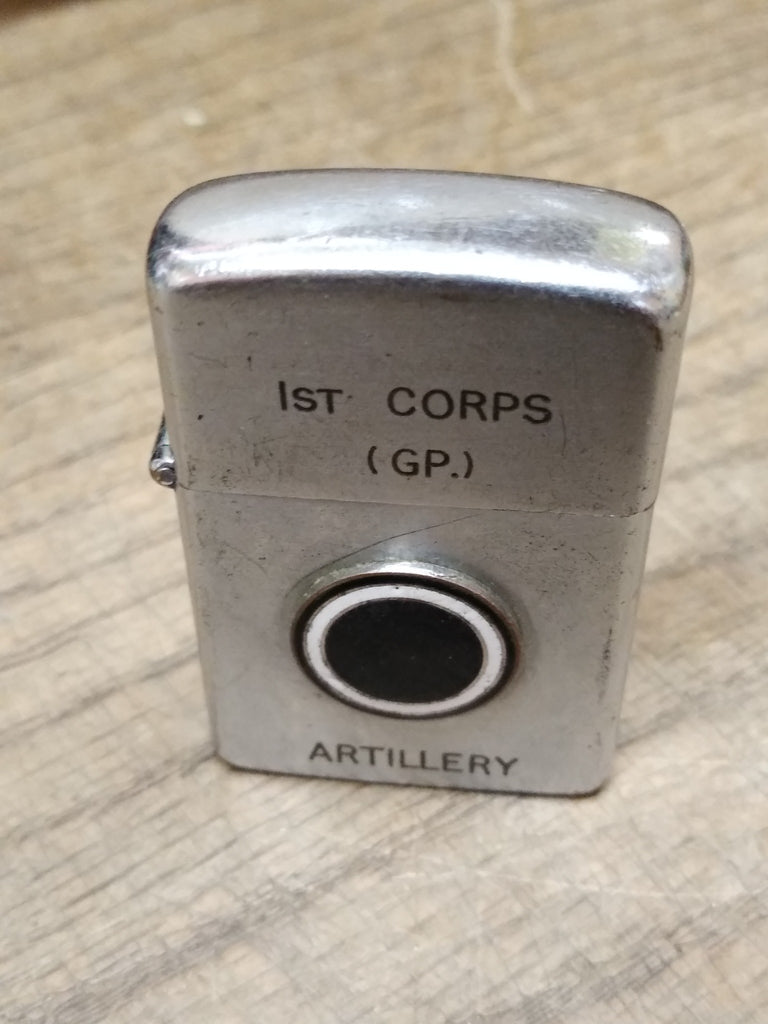 1ST CORPS
(GP.)
ARTILLERY